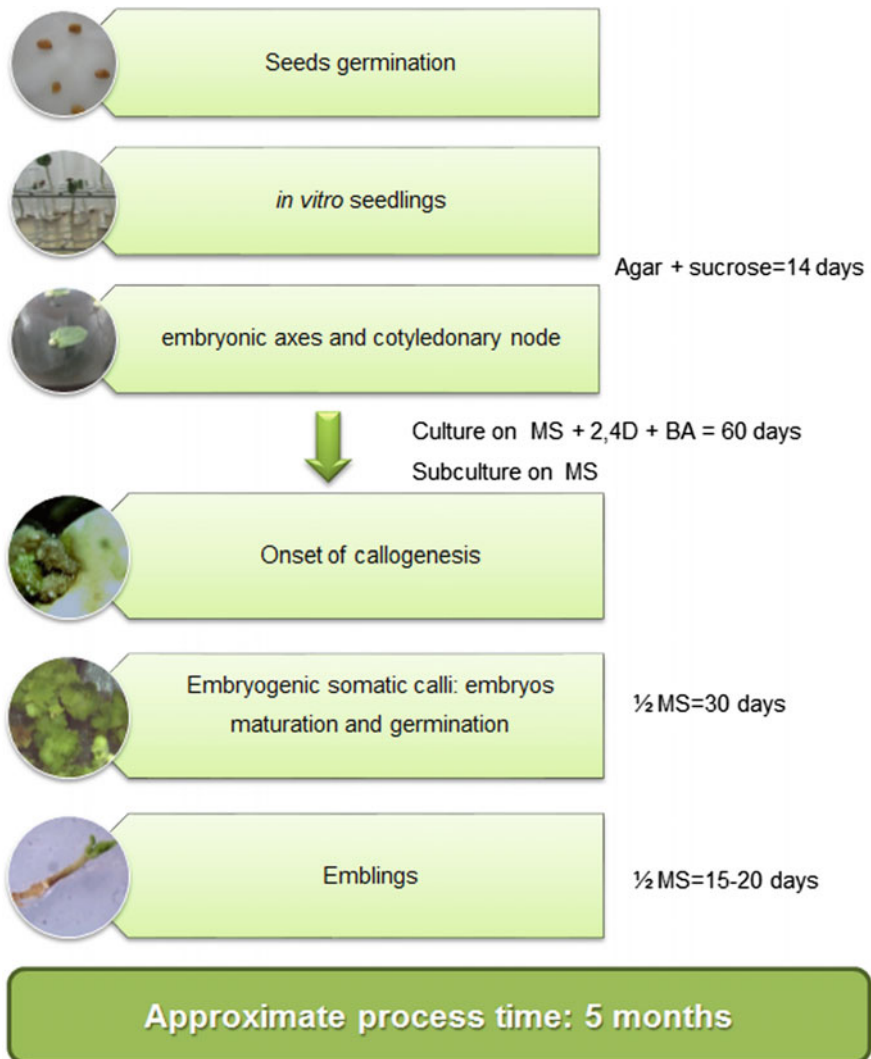 Seeds germination
in vitro seedlings
Agar + sucrose=14 days
embryonic axes and cotyledonary node
Culture on MS + 2,4D + BA = 60 days
Subculture on MS
Onset of callogenesis
Embryogenic somatic calli: embryos
maturation and germination
½ MS=30 days
Emblings
½ MS=15-20 days
Approximate process time: 5 months